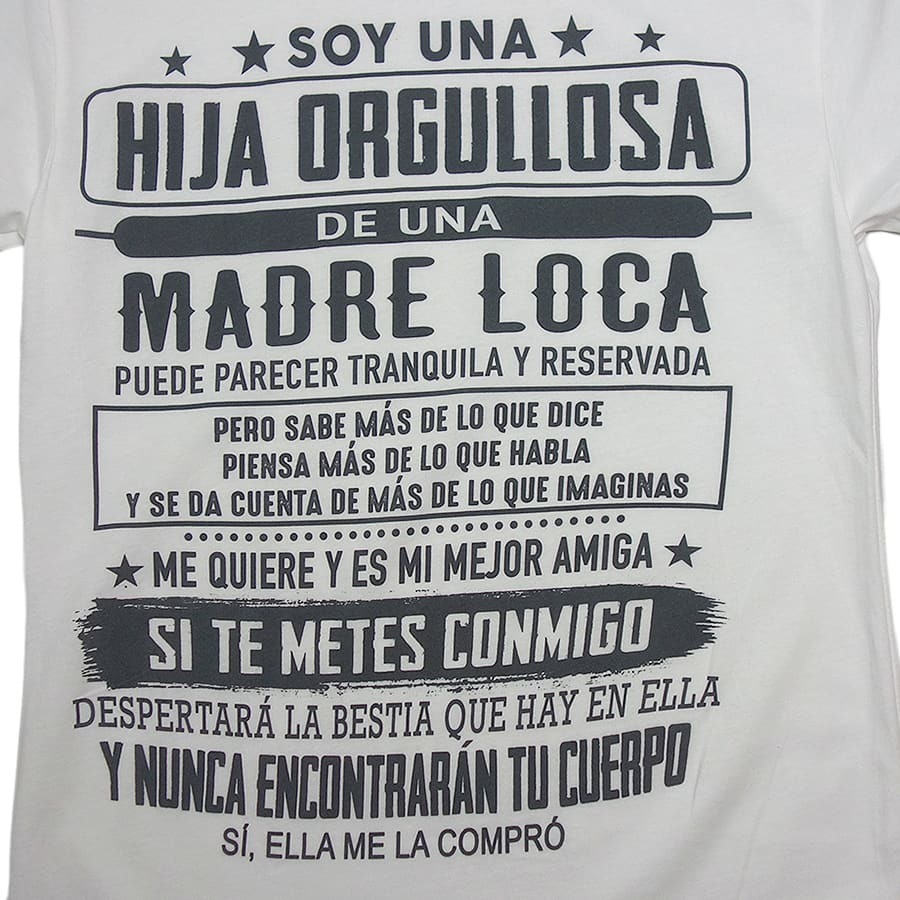 SOY UNA
HIJA ORGULLOSA
DE UNA
MADRE LOCA
PUEDE PARECER TRANQUILA Y RESERVADA
PERO SABE MÁS DE LO QUE DICE
PIENSA MÁS DE LO QUE HABLA
Y SE DA CUENTA DE MÁS DE LO QUE IMAGINAS
ME QUIERE Y ES MI MEJOR AMIGA
SI TE METES CONMIGO
DESPERTARÁ LA BESTIA QUE HAY EN ELLA
Y NUNCA ENCONTRARÁN TU CUERPO
SÍ, ELLA ME LA COMPRÓ